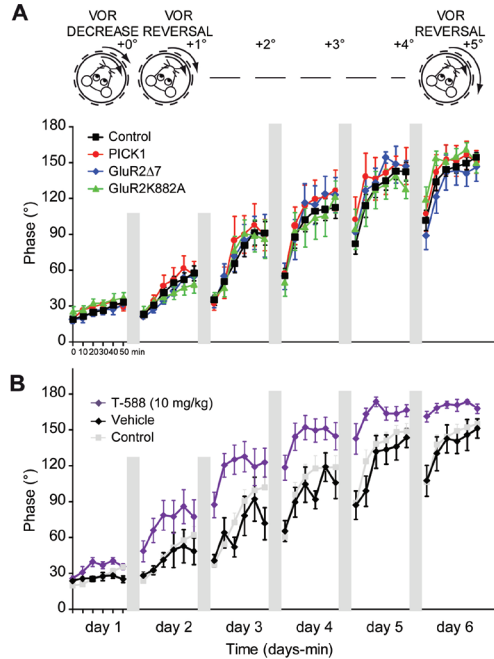 A
VOR DECREASE
+0°
VOR REVERSAL
+1°
+2°
+3°
+4°
VOR REVERSAL
+5°
180
150
120
90
60
30
0
Phase (°)
Control
PICK1
GluR2Δ7
GluR2K882A
0 10 20 30 40 50 min
B
180
150
120
90
60
30
0
Phase (°)
T-588 (10 mg/kg)
Vehicle
Control
day 1 day 2 day 3 day 4 day 5 day 6
Time (days-min)